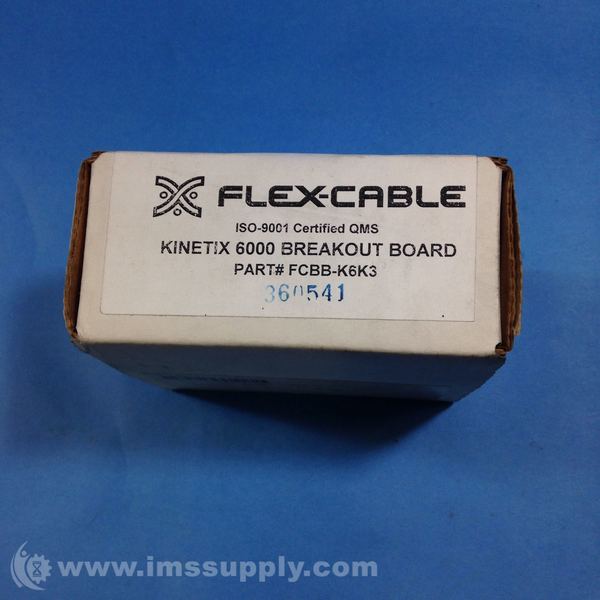 FLEX-CABLE
ISO-9001 Certified QMS
KINETIX 6000 BREAKOUT BOARD
PART# FCBB-K6K3
360541
www.imssupply.com